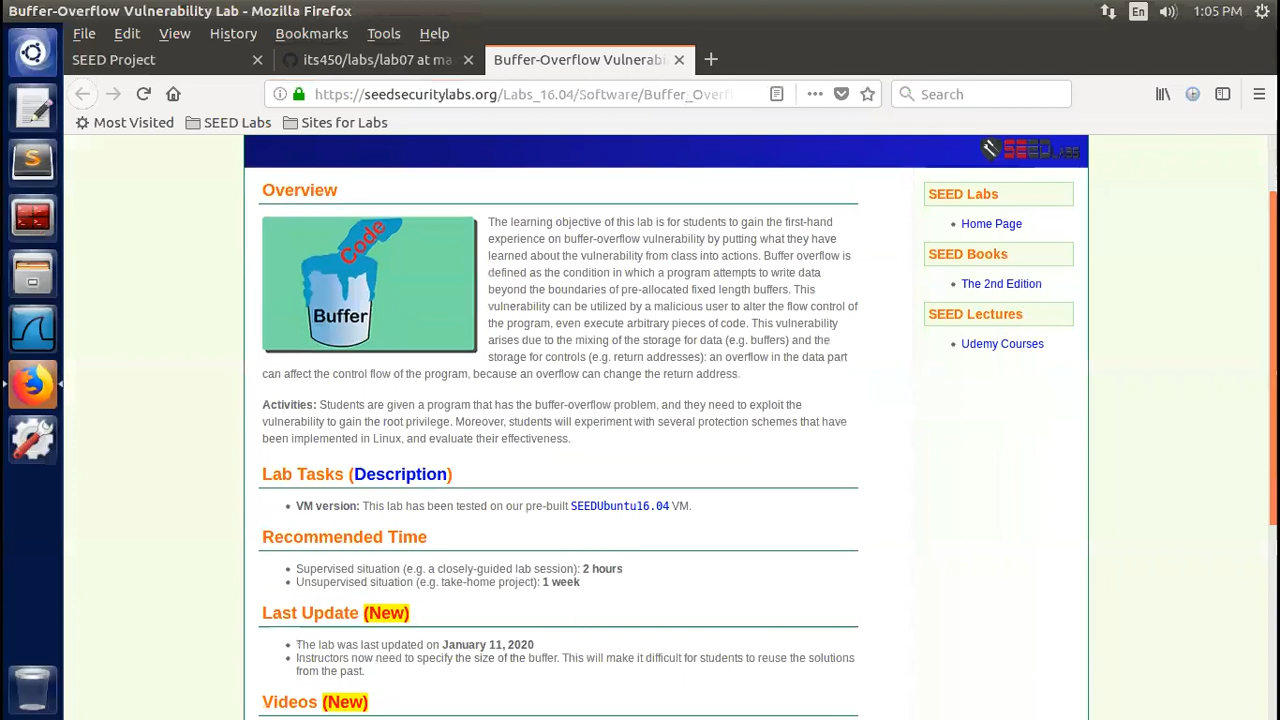 Buffer-Overflow Vulnerability Lab - Mozilla Firefox
En
1:05 PM
File Edit View History Bookmarks Tools Help
SEED Project
its450/labs/lab07 at ma
Buffer-Overflow Vulnerabi
https://seedsecuritylabs.org/Labs_16.04/Software/Buffer_Overfl
Search
Most Visited SEED Labs Sites for Labs
SEED LABS
Overview
Code
Buffer
The learning objective of this lab is for students to gain the first-hand
experience on buffer-overflow vulnerability by putting what they have
learned about the vulnerability from class into actions. Buffer overflow is
defined as the condition in which a program attempts to write data
beyond the boundaries of pre-allocated fixed length buffers. This
vulnerability can be utilized by a malicious user to alter the flow control of
the program, even execute arbitrary pieces of code. This vulnerability
arises due to the mixing of the storage for data (e.g. buffers) and the
storage for controls (e.g. return addresses): an overflow in the data part
can affect the control flow of the program, because an overflow can change the return address.
Activities: Students are given a program that has the buffer-overflow problem, and they need to exploit the
vulnerability to gain the root privilege. Moreover, students will experiment with several protection schemes that have
been implemented in Linux, and evaluate their effectiveness.
Lab Tasks (Description)
VM version: This lab has been tested on our pre-built SEEDUbuntu16.04 VM.
Recommended Time
Supervised situation (e.g. a closely-guided lab session): 2 hours
Unsupervised situation (e.g. take-home project): 1 week
Last Update (New)
The lab was last updated on January 11, 2020
Instructors now need to specify the size of the buffer. This will make it difficult for students to reuse the solutions
from the past.
Videos (New)
SEED Labs
Home Page
SEED Books
The 2nd Edition
SEED Lectures
Udemy Courses